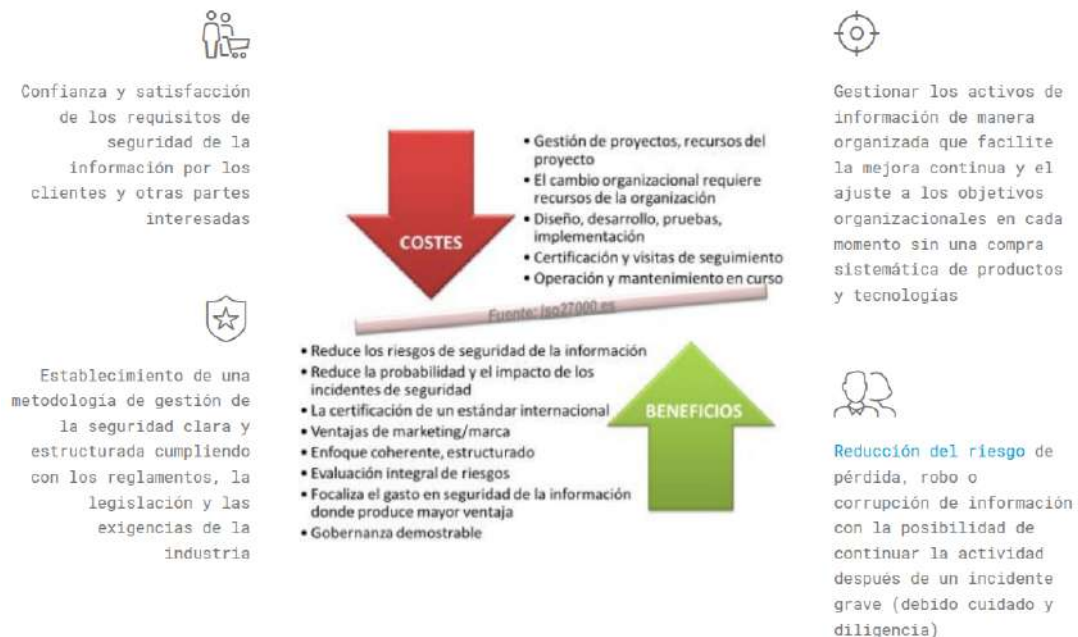 Confianza y satisfacción
de los requisitos de
seguridad de la
información por los
clientes y otras partes
interesadas
Establecimiento de una
metodología de gestión de
la seguridad clara y
estructurada cumpliendo
con los reglamentos, la
legislación y las
exigencias de la
industria
COSTES
• Gestión de proyectos, recursos del
proyecto
• El cambio organizacional requiere
recursos de la organización
• Diseño, desarrollo, pruebas,
implementación
• Certificación y visitas de seguimiento
• Operación y mantenimiento en curso
Fuente: Iso27000.es
• Reduce los riesgos de seguridad de la información
• Reduce la probabilidad y el impacto de los
incidentes de seguridad
• La certificación de un estándar internacional
• Ventajas de marketing/marca
• Enfoque coherente, estructurado
• Evaluación integral de riesgos
• Focaliza el gasto en seguridad de la información
donde produce mayor ventaja
• Gobernanza demostrable
BENEFICIOS
Gestionar los activos de
información de manera
organizada que facilite
la mejora continua y el
ajuste a los objetivos
organizacionales en cada
momento sin una compra
sistemática de productos
y tecnologías
Reducción del riesgo de
pérdida, robo o
corrupción de información
con la posibilidad de
continuar la actividad
después de un incidente
grave (debido cuidado y
diligencia)